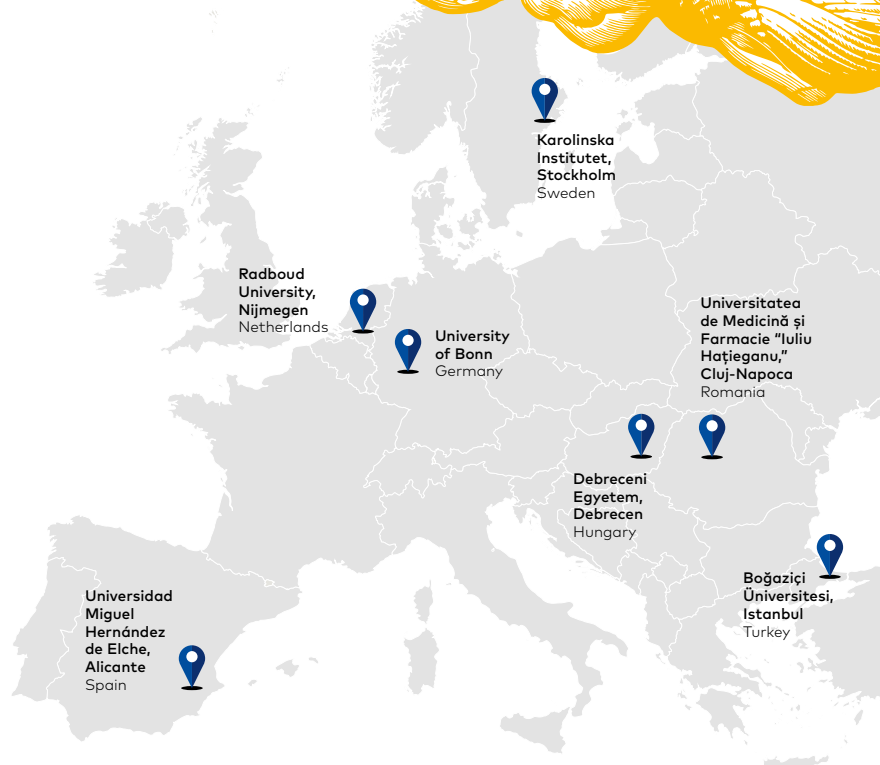 Karolinska
Institutet,
Stockholm
Sweden
Radboud
University,
Nijmegen
Netherlands
University
of Bonn
Germany
Universitatea
de Medicină și
Farmacie “Iuliu
Hațieganu,”
Cluj-Napoca
Romania
Debreceni
Egyetem,
Debrecen
Hungary
Boğaziçi
Üniversitesi,
Istanbul
Turkey
Universidad
Miguel
Hernández
de Elche,
Alicante
Spain